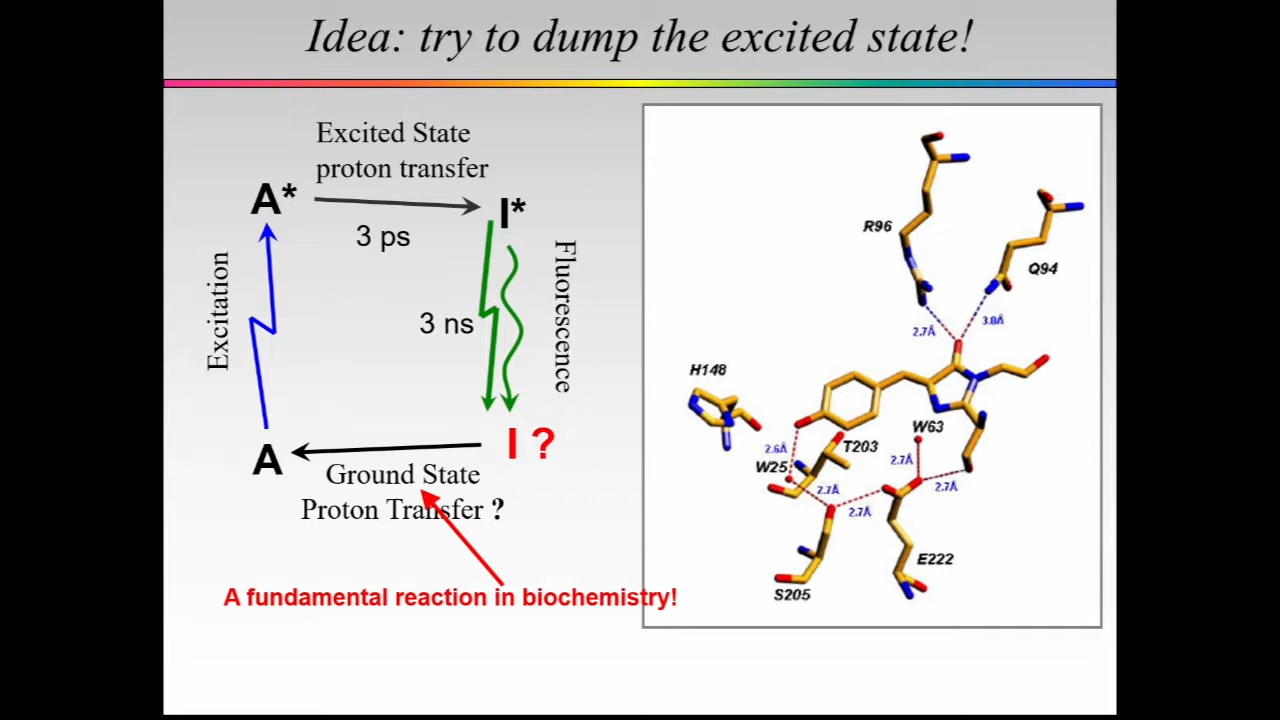 Idea: try to dump the excited state!
Excited State
proton transfer
A*
I*
3 ps
Excitation
3 ns
Fluorescence
A
I ?
Ground State
Proton Transfer ?
A fundamental reaction in biochemistry!
R96
Q94
2.7Å
3.8Å
H148
W63
T203
2.6Å
W25
2.7Å
2.7Å
2.7Å
2.7Å
E222
S205